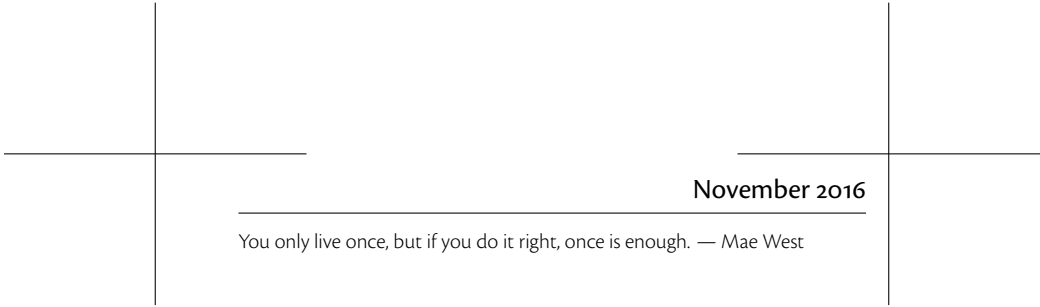 November 2016
You only live once, but if you do it right, once is enough. — Mae West